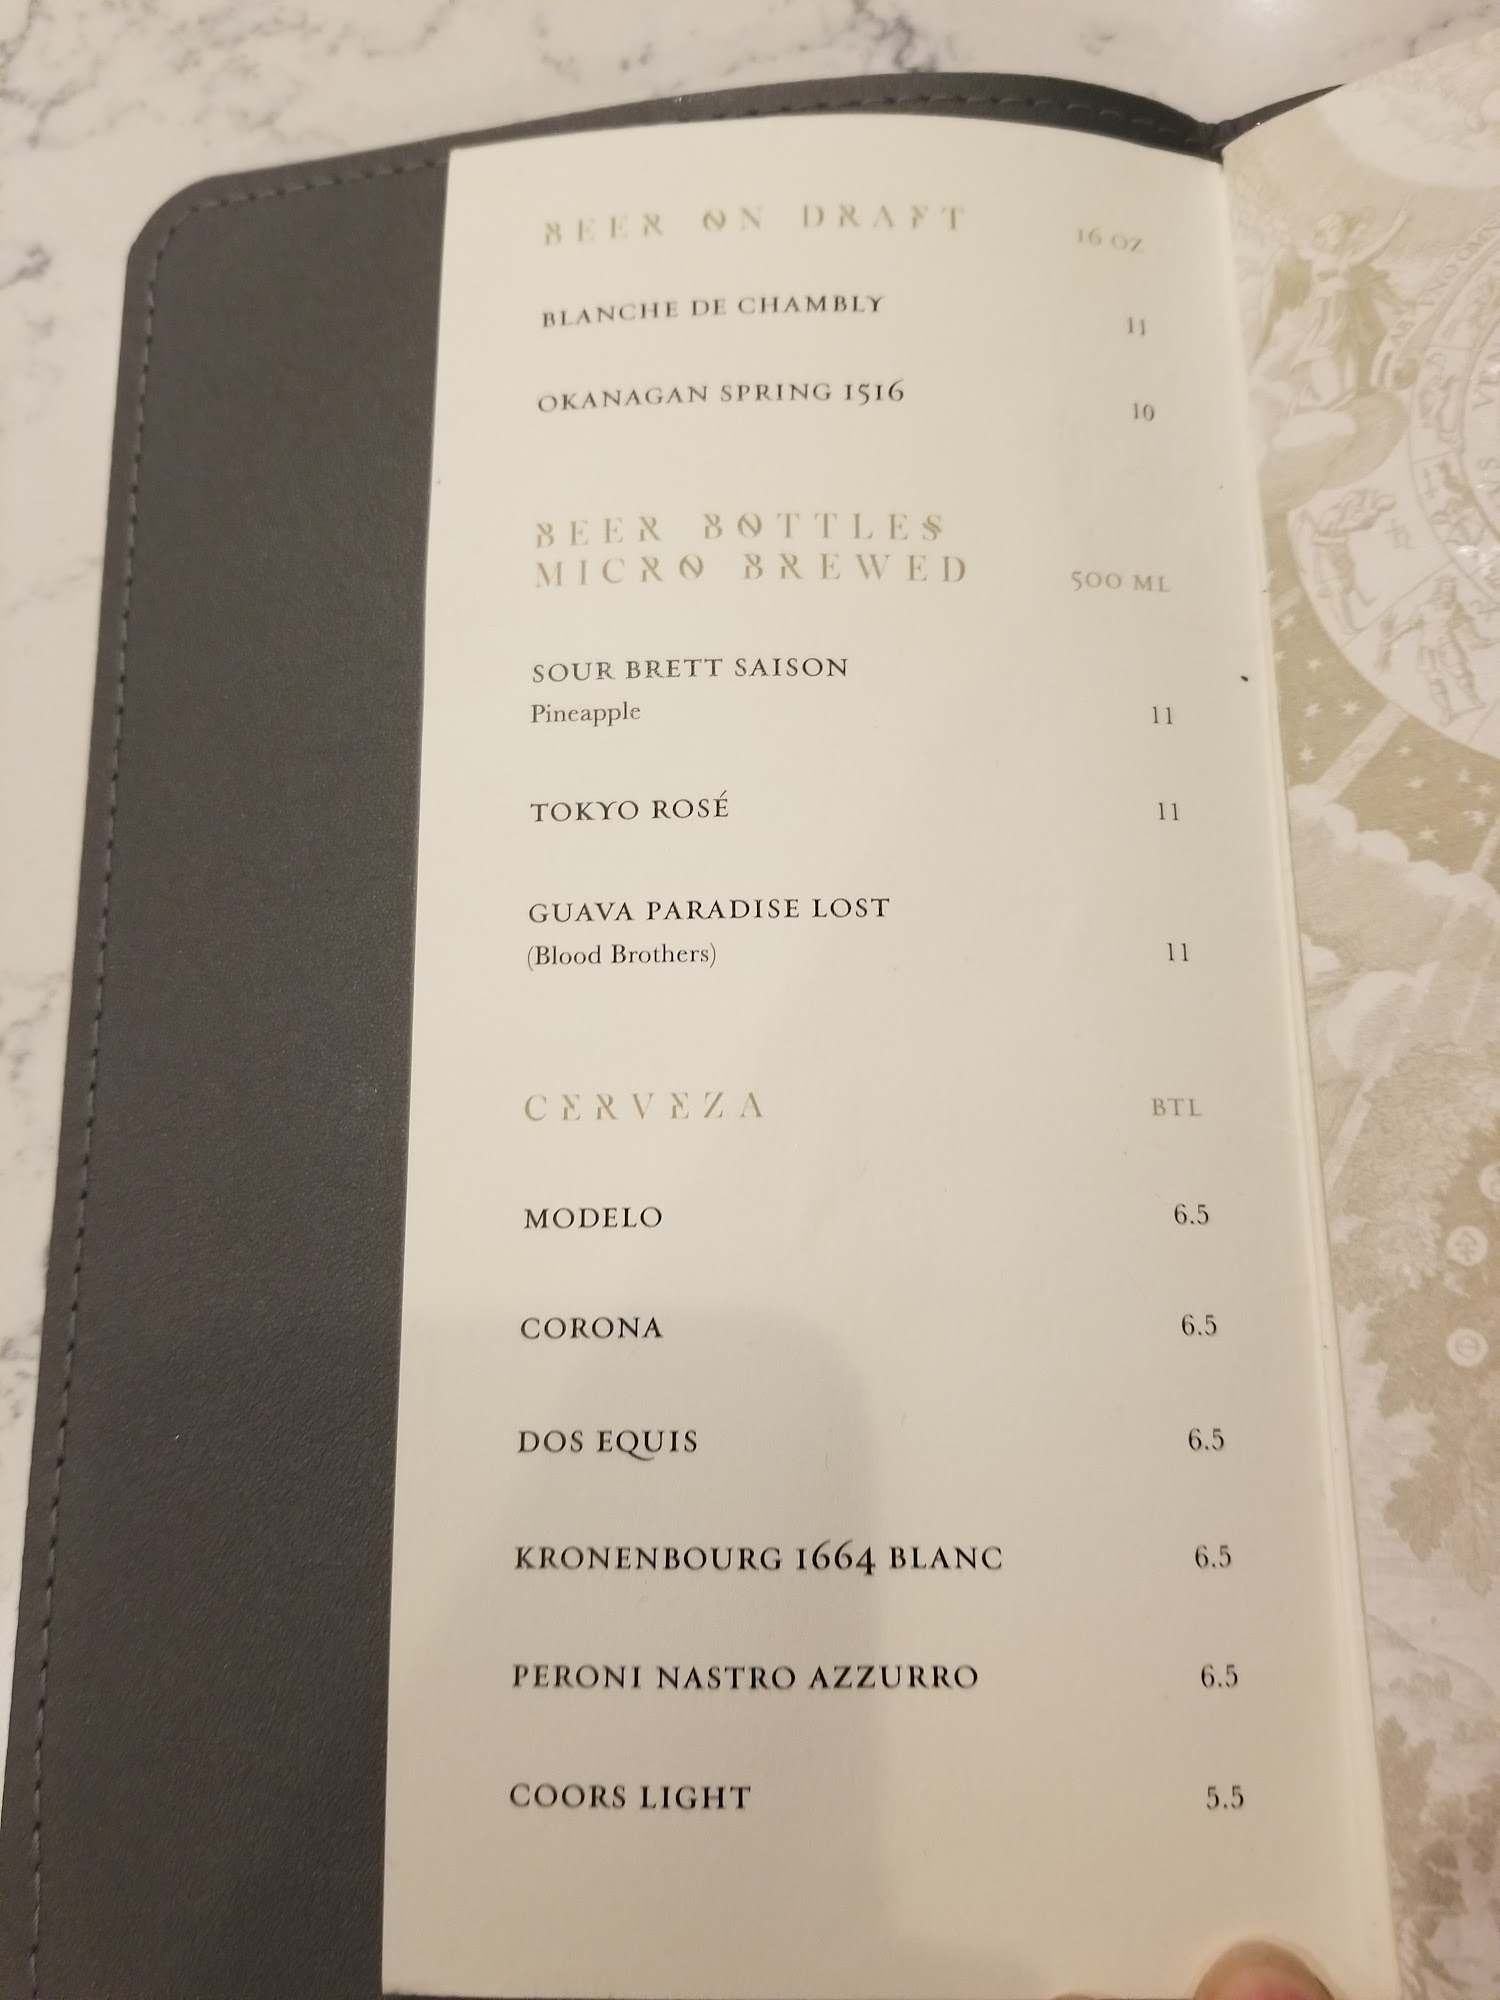 BEER ON DRAFT 16 OZ
BLANCHE DE CHAMBLY 11
OKANAGAN SPRING 1516 10
BEER BOTTLES
MICRO BREWED 500 ML
SOUR BRETT SAISON
Pineapple 11
TOKYO ROSÉ 11
GUAVA PARADISE LOST
(Blood Brothers) 11
CERVEZA BTL
MODELO 6.5
CORONA 6.5
DOS EQUIS 6.5
KRONENBOURG 1664 BLANC 6.5
PERONI NASTRO AZZURRO 6.5
COORS LIGHT 5.5